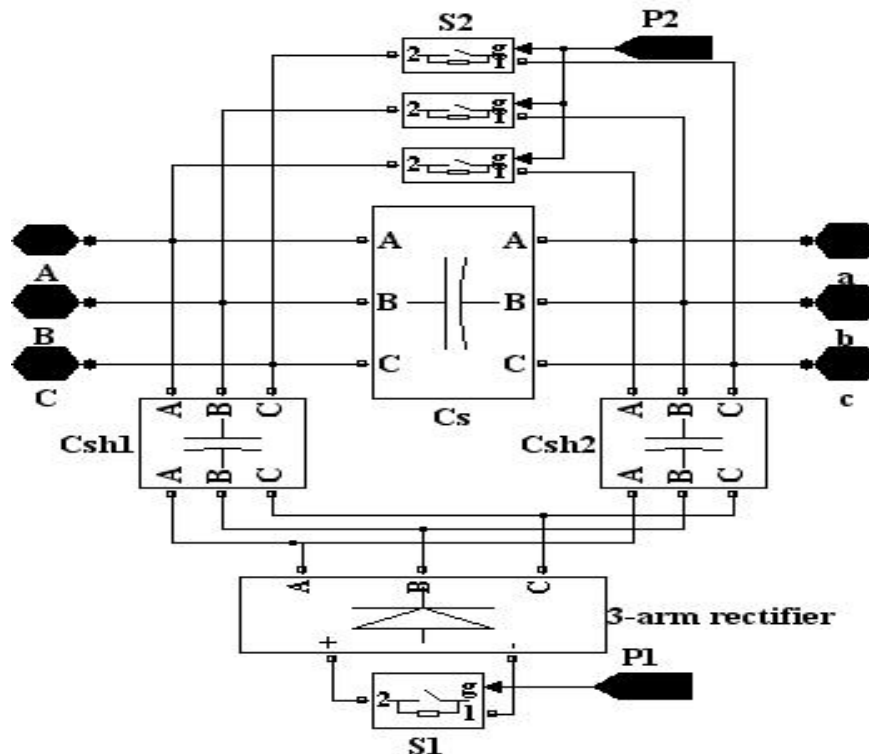 S2
P2
2 g 1
2 g 1
2 g 1
A A
A a
B B
B b
C C
C c
Cs
A B C
A B C
Csh1
Csh2
A B C
A B C
A B C
3-arm rectifier
+ -
P1
2 g 1
S1